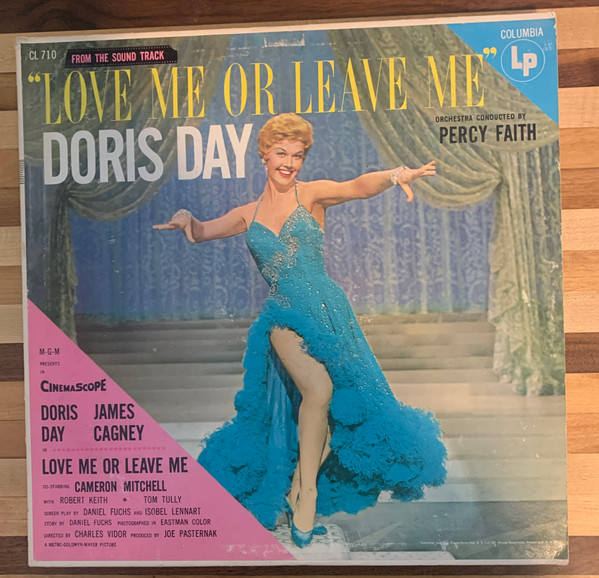 CL 710
FROM THE SOUND TRACK
COLUMBIA
Lp
"LOVE ME OR LEAVE ME"
DORIS DAY
ORCHESTRA CONDUCTED BY
PERCY FAITH
M-G-M
PRESENTS
IN
CINEMASCOPE
DORIS JAMES
DAY CAGNEY
IN
LOVE ME OR LEAVE ME
CO-STARRING CAMERON MITCHELL
WITH ROBERT KEITH • TOM TULLY
SCREEN PLAY BY DANIEL FUCHS AND ISOBEL LENNART
STORY BY DANIEL FUCHS PHOTOGRAPHED IN EASTMAN COLOR
DIRECTED BY CHARLES VIDOR PRODUCED BY JOE PASTERNAK
A METRO-GOLDWYN-MAYER PICTURE